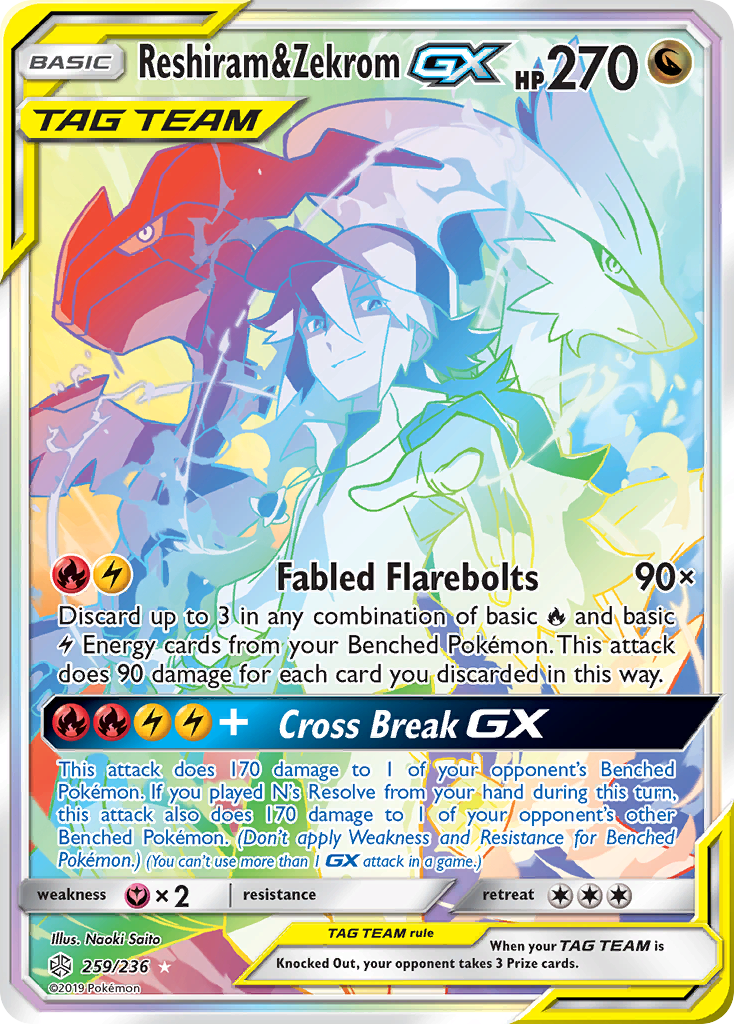 BASIC Reshiram&Zekrom GX HP270
TAG TEAM
Fabled Flarebolts 90×
Discard up to 3 in any combination of basic and basic
Energy cards from your Benched Pokémon. This attack
does 90 damage for each card you discarded in this way.
+ Cross Break GX
This attack does 170 damage to 1 of your opponent's Benched
Pokémon. If you played N's Resolve from your hand during this turn,
this attack also does 170 damage to 1 of your opponent's other
Benched Pokémon. (Don't apply Weakness and Resistance for Benched
Pokémon.) (You can't use more than 1 GX attack in a game.)
weakness × 2 resistance retreat
Illus. Naoki Saito
259/236
©2019 Pokémon
TAG TEAM rule
When your TAG TEAM is
Knocked Out, your opponent takes 3 Prize cards.